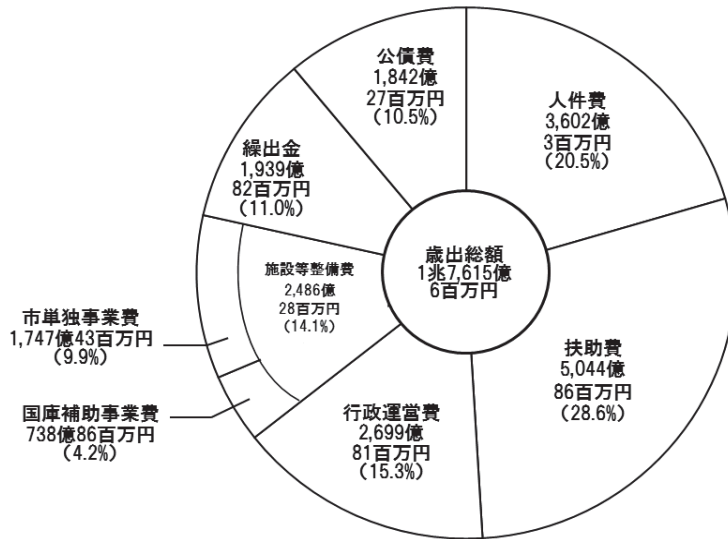 公債費
1,842億
27百万円
(10.5%)
人件費
3,602億
3百万円
(20.5%)
繰出金
1,939億
82百万円
(11.0%)
歳出総額
1兆7,615億
6百万円
施設等整備費
2,486億
28百万円
(14.1%)
市単独事業費
1,747億43百万円
(9.9%)
扶助費
5,044億
86百万円
(28.6%)
国庫補助事業費
738億86百万円
(4.2%)
行政運営費
2,699億
81百万円
(15.3%)